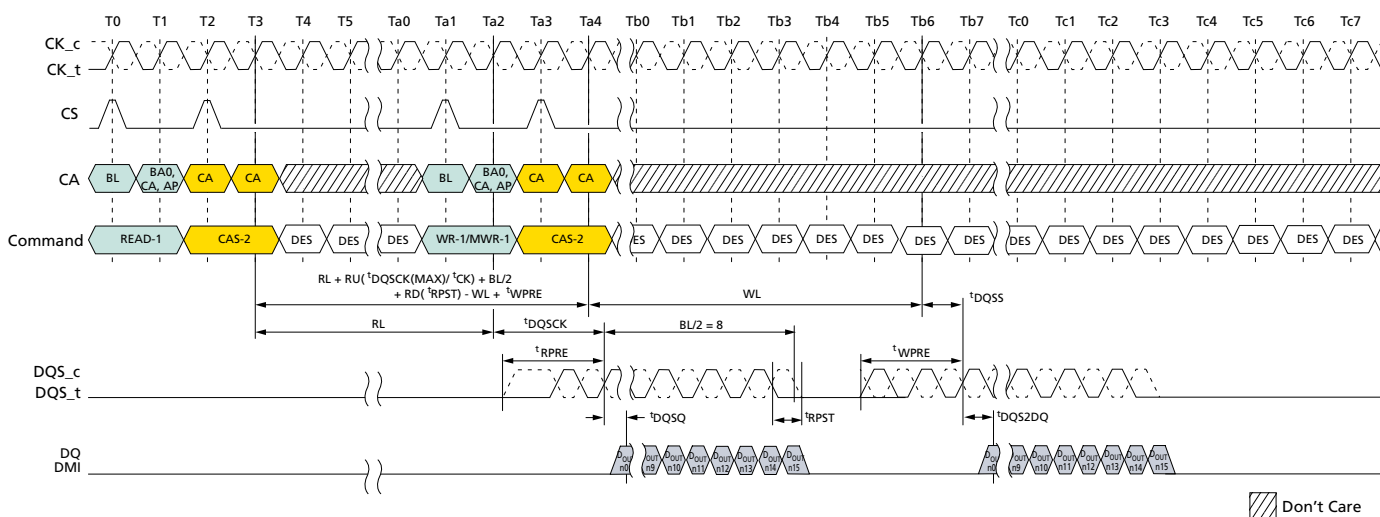 T0 T1 T2 T3 T4 T5 Ta0 Ta1 Ta2 Ta3 Ta4 Tb0 Tb1 Tb2 Tb3 Tb4 Tb5 Tb6 Tb7 Tc0 Tc1 Tc2 Tc3 Tc4 Tc5 Tc6 Tc7
CK_c
CK_t
CS
CA BL BA0, CA, AP CA CA BL BA0, CA, AP CA CA
Command READ-1 CAS-2 DES DES DES WR-1/MWR-1 CAS-2 DES DES DES DES DES DES DES DES DES DES DES DES DES DES DES DES
RL + RU(tDQSCK(MAX)/tCK) + BL/2
+ RD(tRPST) - WL + tWPRE
WL
tDQSS
RL
tDQSCK
BL/2 = 8
tRPRE
tWPRE
DQS_c
DQS_t
tDQSQ
tRPST
tDQS2DQ
DQ
DMI
DOUT n0 DOUT n9 DOUT n10 DOUT n11 DOUT n12 DOUT n13 DOUT n14 DOUT n15 DOUT n0 DOUT n9 DOUT n10 DOUT n11 DOUT n12 DOUT n13 DOUT n14 DOUT n15
Don't Care